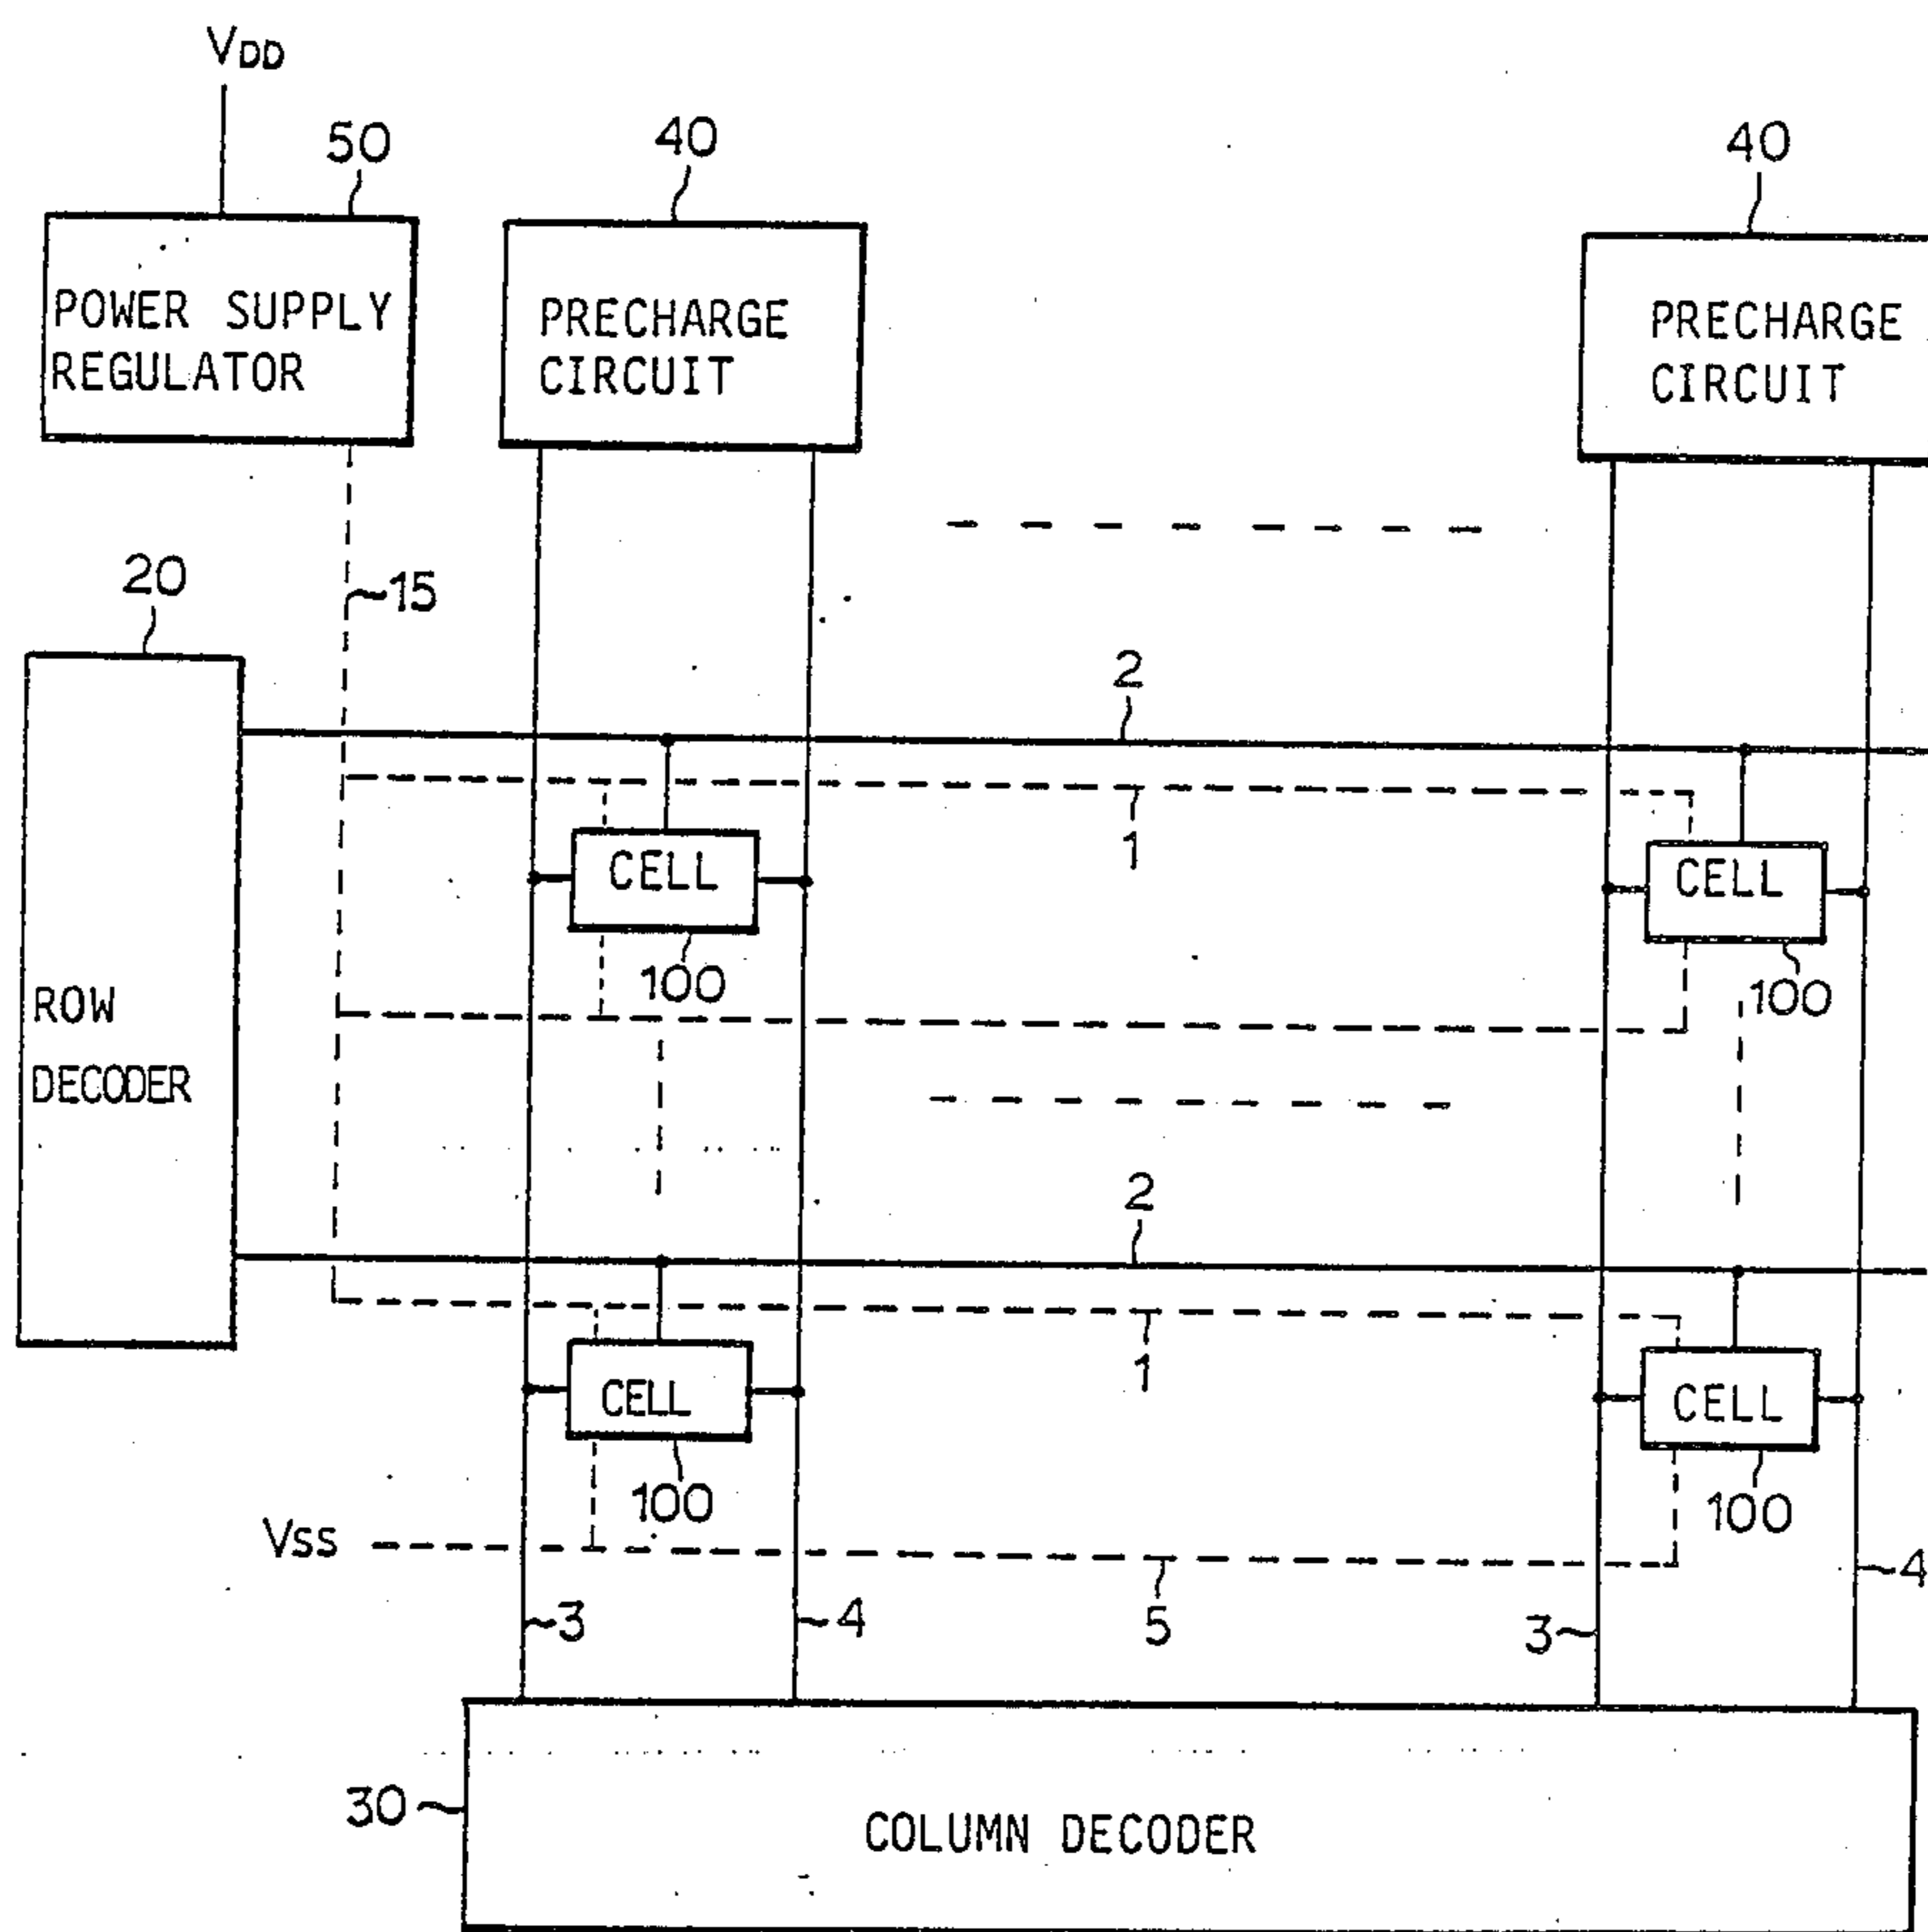 VDD
50
40
40
POWER SUPPLY
REGULATOR
PRECHARGE
CIRCUIT
PRECHARGE
CIRCUIT
20
15
2
1
CELL
CELL
100
100
ROW
DECODER
2
1
CELL
CELL
100
100
VSS
3
4
5
3
4
30
COLUMN DECODER